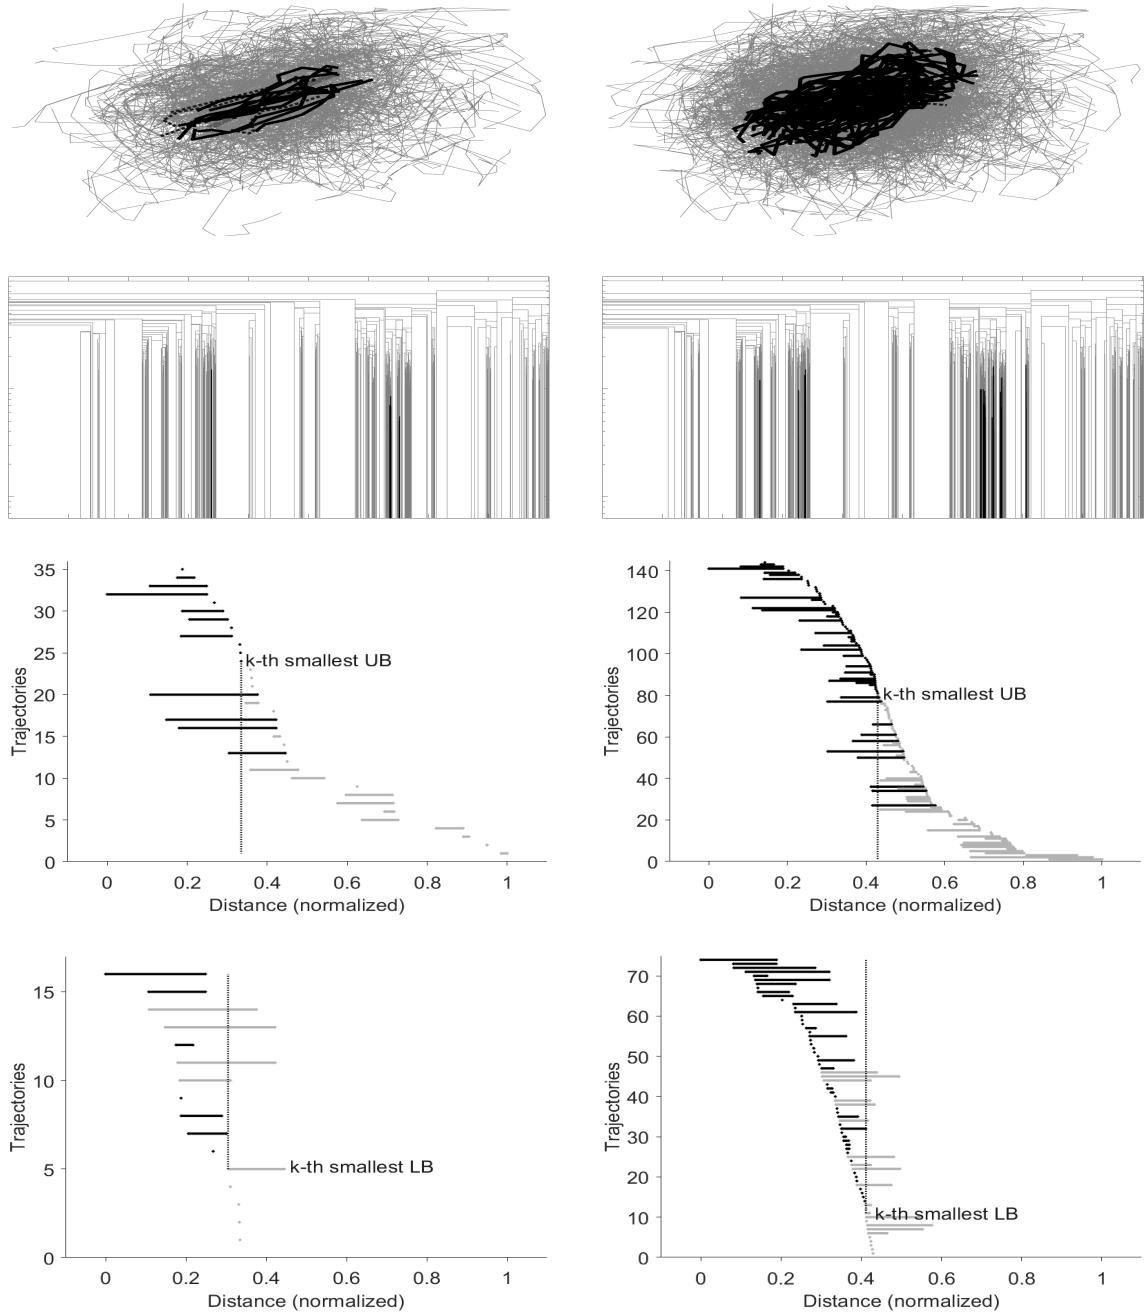 35
30
25
20
15
10
5
0
Trajectories
k-th smallest UB
0 0.2 0.4 0.6 0.8 1
Distance (normalized)
140
120
100
80
60
40
20
0
Trajectories
k-th smallest UB
0 0.2 0.4 0.6 0.8 1
Distance (normalized)
15
10
5
0
Trajectories
k-th smallest LB
0 0.2 0.4 0.6 0.8 1
Distance (normalized)
70
60
50
40
30
20
10
0
Trajectories
k-th smallest LB
0 0.2 0.4 0.6 0.8 1
Distance (normalized)